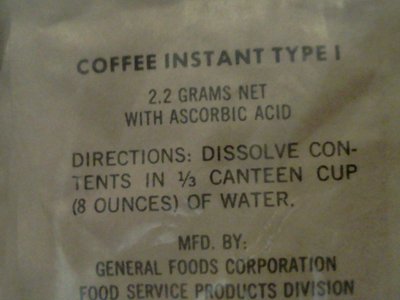 COFFEE INSTANT TYPE I
2.2 GRAMS NET
WITH ASCORBIC ACID
DIRECTIONS: DISSOLVE CON-
TENTS IN ⅓ CANTEEN CUP
(8 OUNCES) OF WATER.
MFD. BY:
GENERAL FOODS CORPORATION
FOOD SERVICE PRODUCTS DIVISION